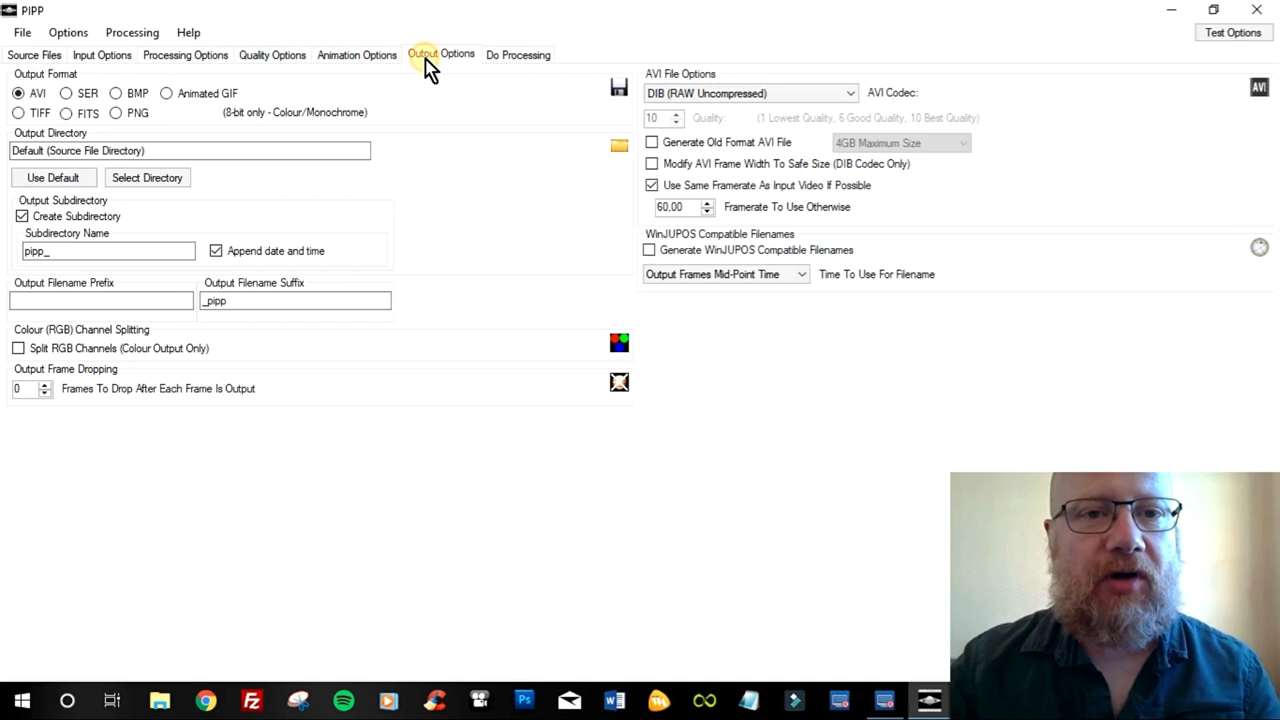 PIPP
File Options Processing Help
Test Options
Source Files Input Options Processing Options Quality Options Animation Options Output Options Do Processing
Output Format
AVI SER BMP Animated GIF
TIFF FITS PNG (8-bit only - Colour/Monochrome)
Output Directory
Default (Source File Directory)
Use Default Select Directory
Output Subdirectory
Create Subdirectory
Subdirectory Name
pipp_ Append date and time
Output Filename Prefix Output Filename Suffix
_pipp
Colour (RGB) Channel Splitting
Split RGB Channels (Colour Output Only)
Output Frame Dropping
0 Frames To Drop After Each Frame Is Output
AVI File Options
AVI
DIB (RAW Uncompressed) AVI Codec:
10 Quality: (1 Lowest Quality, 6 Good Quality, 10 Best Quality)
Generate Old Format AVI File 4GB Maximum Size
Modify AVI Frame Width To Safe Size (DIB Codec Only)
Use Same Framerate As Input Video If Possible
60,00 Framerate To Use Otherwise
WinJUPOS Compatible Filenames
Generate WinJUPOS Compatible Filenames
Output Frames Mid-Point Time Time To Use For Filename
Fz Ps W